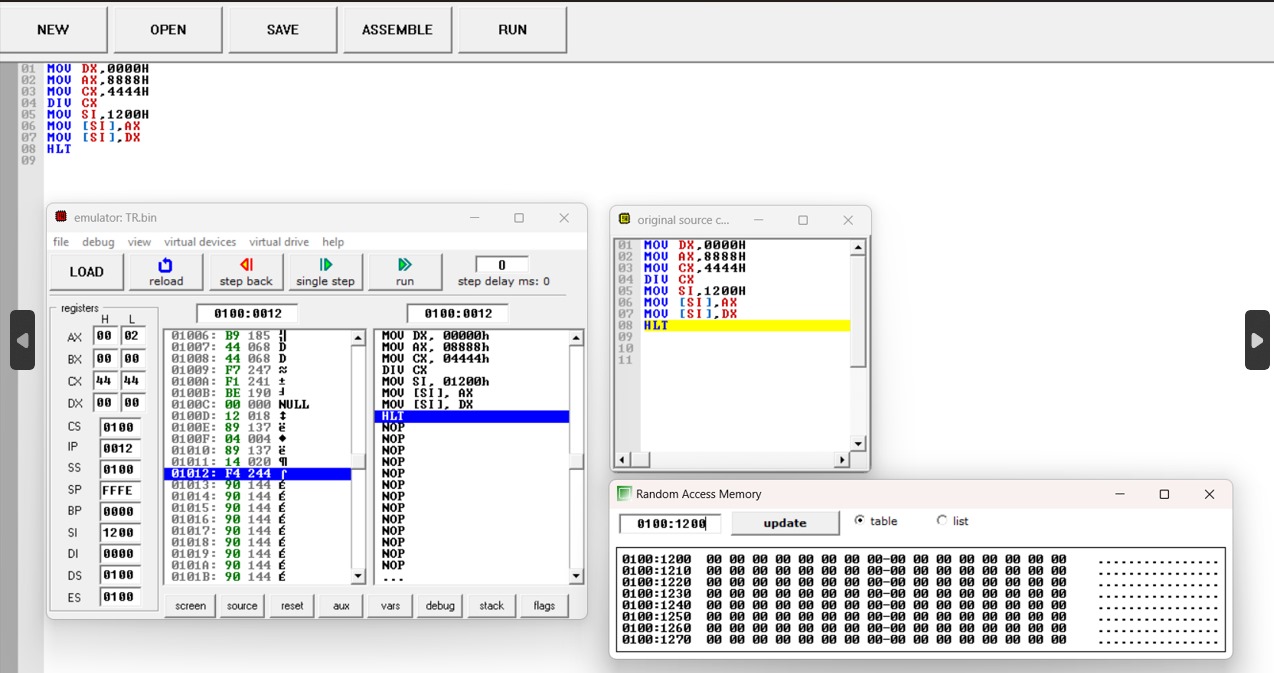 NEW OPEN SAVE ASSEMBLE RUN
01 MOV DX,0000H
02 MOV AX,8888H
03 MOV CX,4444H
04 DIV CX
05 MOV SI,1200H
06 MOV [SI],AX
07 MOV [SI],DX
08 HLT
09
emulator: TR.bin
file debug view virtual devices virtual drive help
LOAD reload step back single step run 0 step delay ms: 0
registers
H L
AX 00 02
BX 00 00
CX 44 44
DX 00 00
CS 0100
IP 0012
SS 0100
SP FFFE
BP 0000
SI 1200
DI 0000
DS 0100
ES 0100
0100:0012
01006: B9 185 ╣
01007: 44 068 D
01008: 44 068 D
01009: F7 247 ≈
0100A: F1 241 ±
0100B: BE 190 ╛
0100C: 00 000 NULL
0100D: 12 018 ↕
0100E: 89 137 ë
0100F: 04 004 ♦
01010: 89 137 ë
01011: 14 020 ¶
01012: F4 244 ⌠
01013: 90 144 É
01014: 90 144 É
01015: 90 144 É
01016: 90 144 É
01017: 90 144 É
01018: 90 144 É
01019: 90 144 É
0101A: 90 144 É
0101B: 90 144 É
0100:0012
MOV DX, 00000h
MOV AX, 08888h
MOV CX, 04444h
DIV CX
MOV SI, 01200h
MOV [SI], AX
MOV [SI], DX
HLT
NOP
NOP
NOP
NOP
NOP
NOP
NOP
NOP
NOP
NOP
NOP
NOP
NOP
...
screen source reset aux vars debug stack flags
original source c...
01 MOV DX,0000H
02 MOV AX,8888H
03 MOV CX,4444H
04 DIV CX
05 MOV SI,1200H
06 MOV [SI],AX
07 MOV [SI],DX
08 HLT
09
10
11
Random Access Memory
0100:1200 update table list
0100:1200 00 00 00 00 00 00 00 00-00 00 00 00 00 00 00 00 ................
0100:1210 00 00 00 00 00 00 00 00-00 00 00 00 00 00 00 00 ................
0100:1220 00 00 00 00 00 00 00 00-00 00 00 00 00 00 00 00 ................
0100:1230 00 00 00 00 00 00 00 00-00 00 00 00 00 00 00 00 ................
0100:1240 00 00 00 00 00 00 00 00-00 00 00 00 00 00 00 00 ................
0100:1250 00 00 00 00 00 00 00 00-00 00 00 00 00 00 00 00 ................
0100:1260 00 00 00 00 00 00 00 00-00 00 00 00 00 00 00 00 ................
0100:1270 00 00 00 00 00 00 00 00-00 00 00 00 00 00 00 00 ................